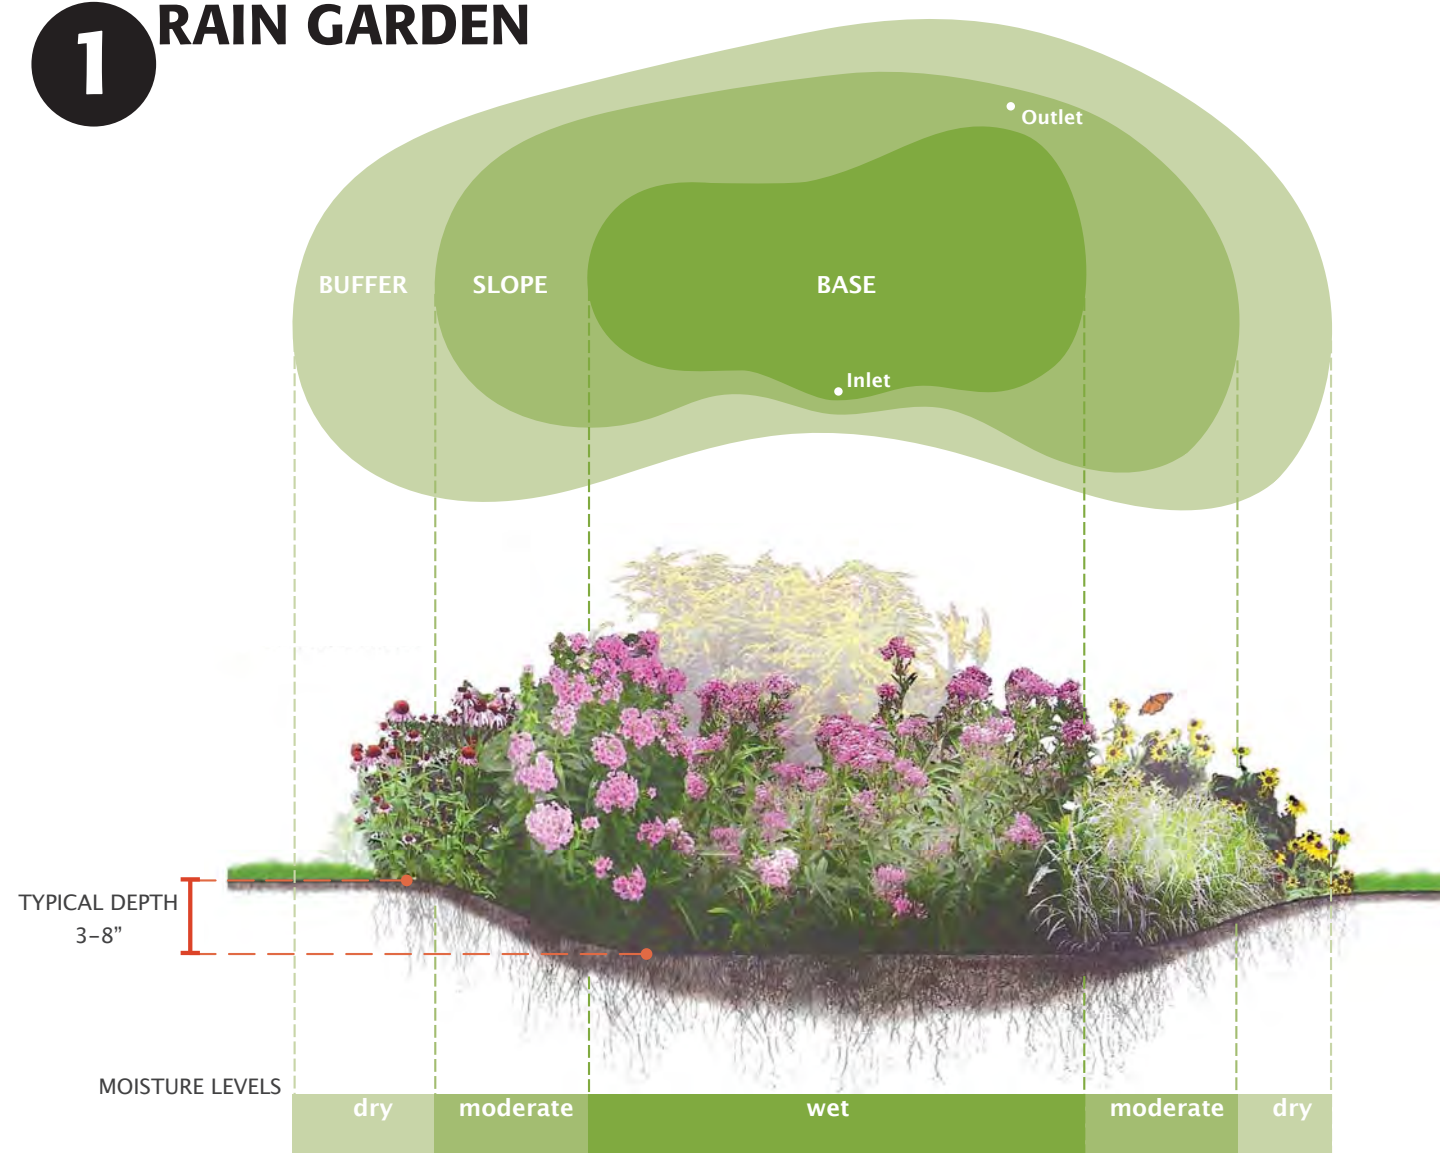 1
RAIN GARDEN
Outlet
BUFFER
SLOPE
BASE
Inlet
TYPICAL DEPTH
3–8”
MOISTURE LEVELS
dry
moderate
wet
moderate
dry